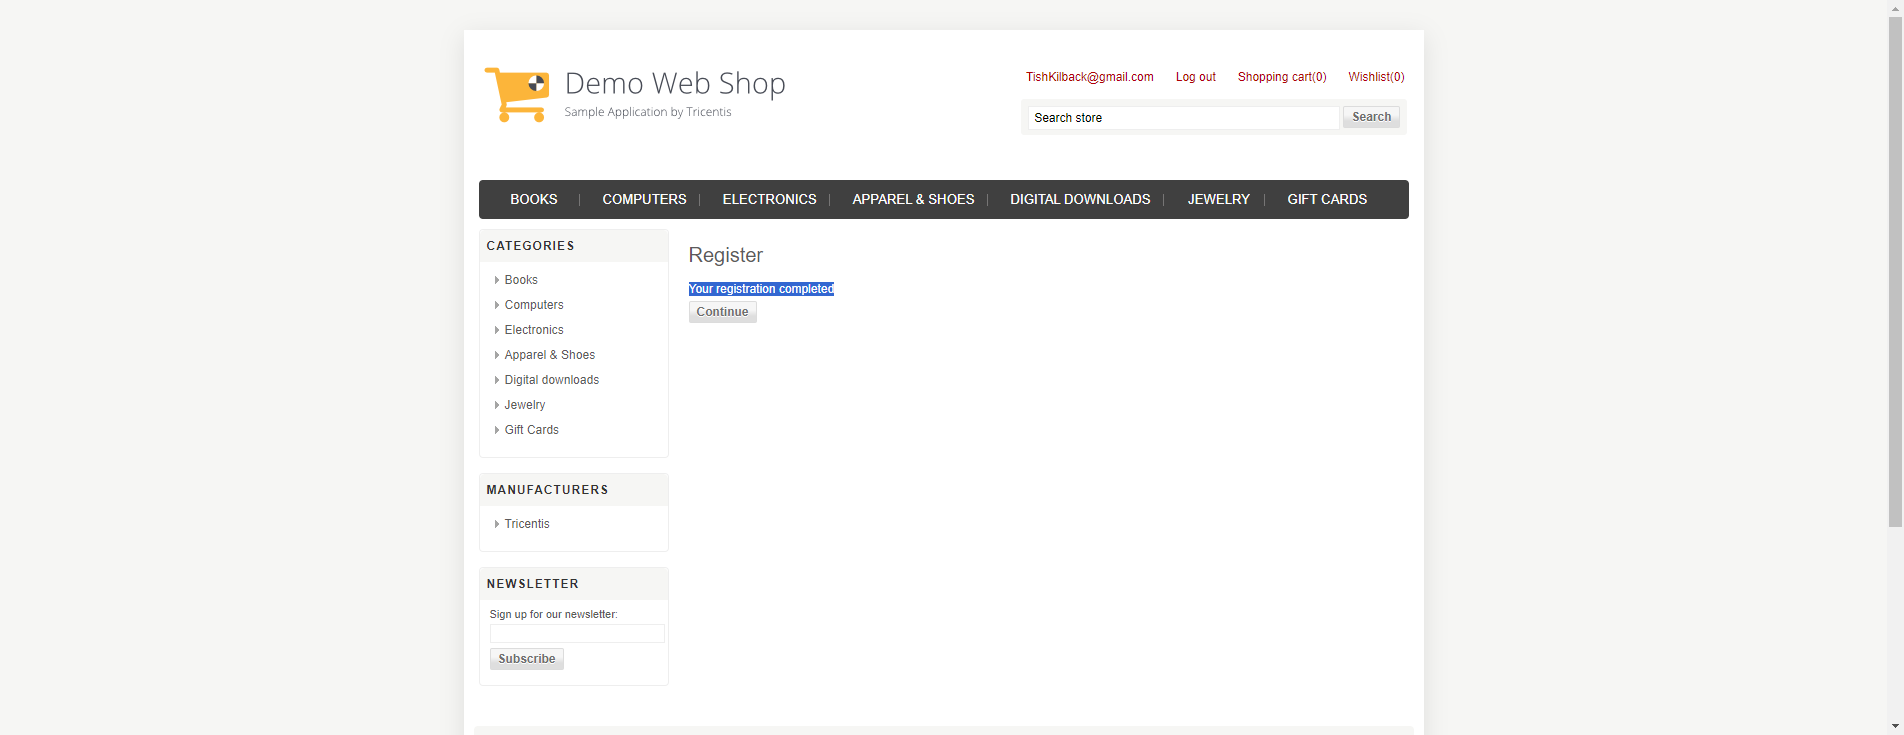 Demo Web Shop
Sample Application by Tricentis
TishKilback@gmail.com Log out Shopping cart(0) Wishlist(0)
Search store Search
BOOKS COMPUTERS ELECTRONICS APPAREL & SHOES DIGITAL DOWNLOADS JEWELRY GIFT CARDS
CATEGORIES
Books
Computers
Electronics
Apparel & Shoes
Digital downloads
Jewelry
Gift Cards
MANUFACTURERS
Tricentis
NEWSLETTER
Sign up for our newsletter:
Subscribe
Register
Your registration completed
Continue